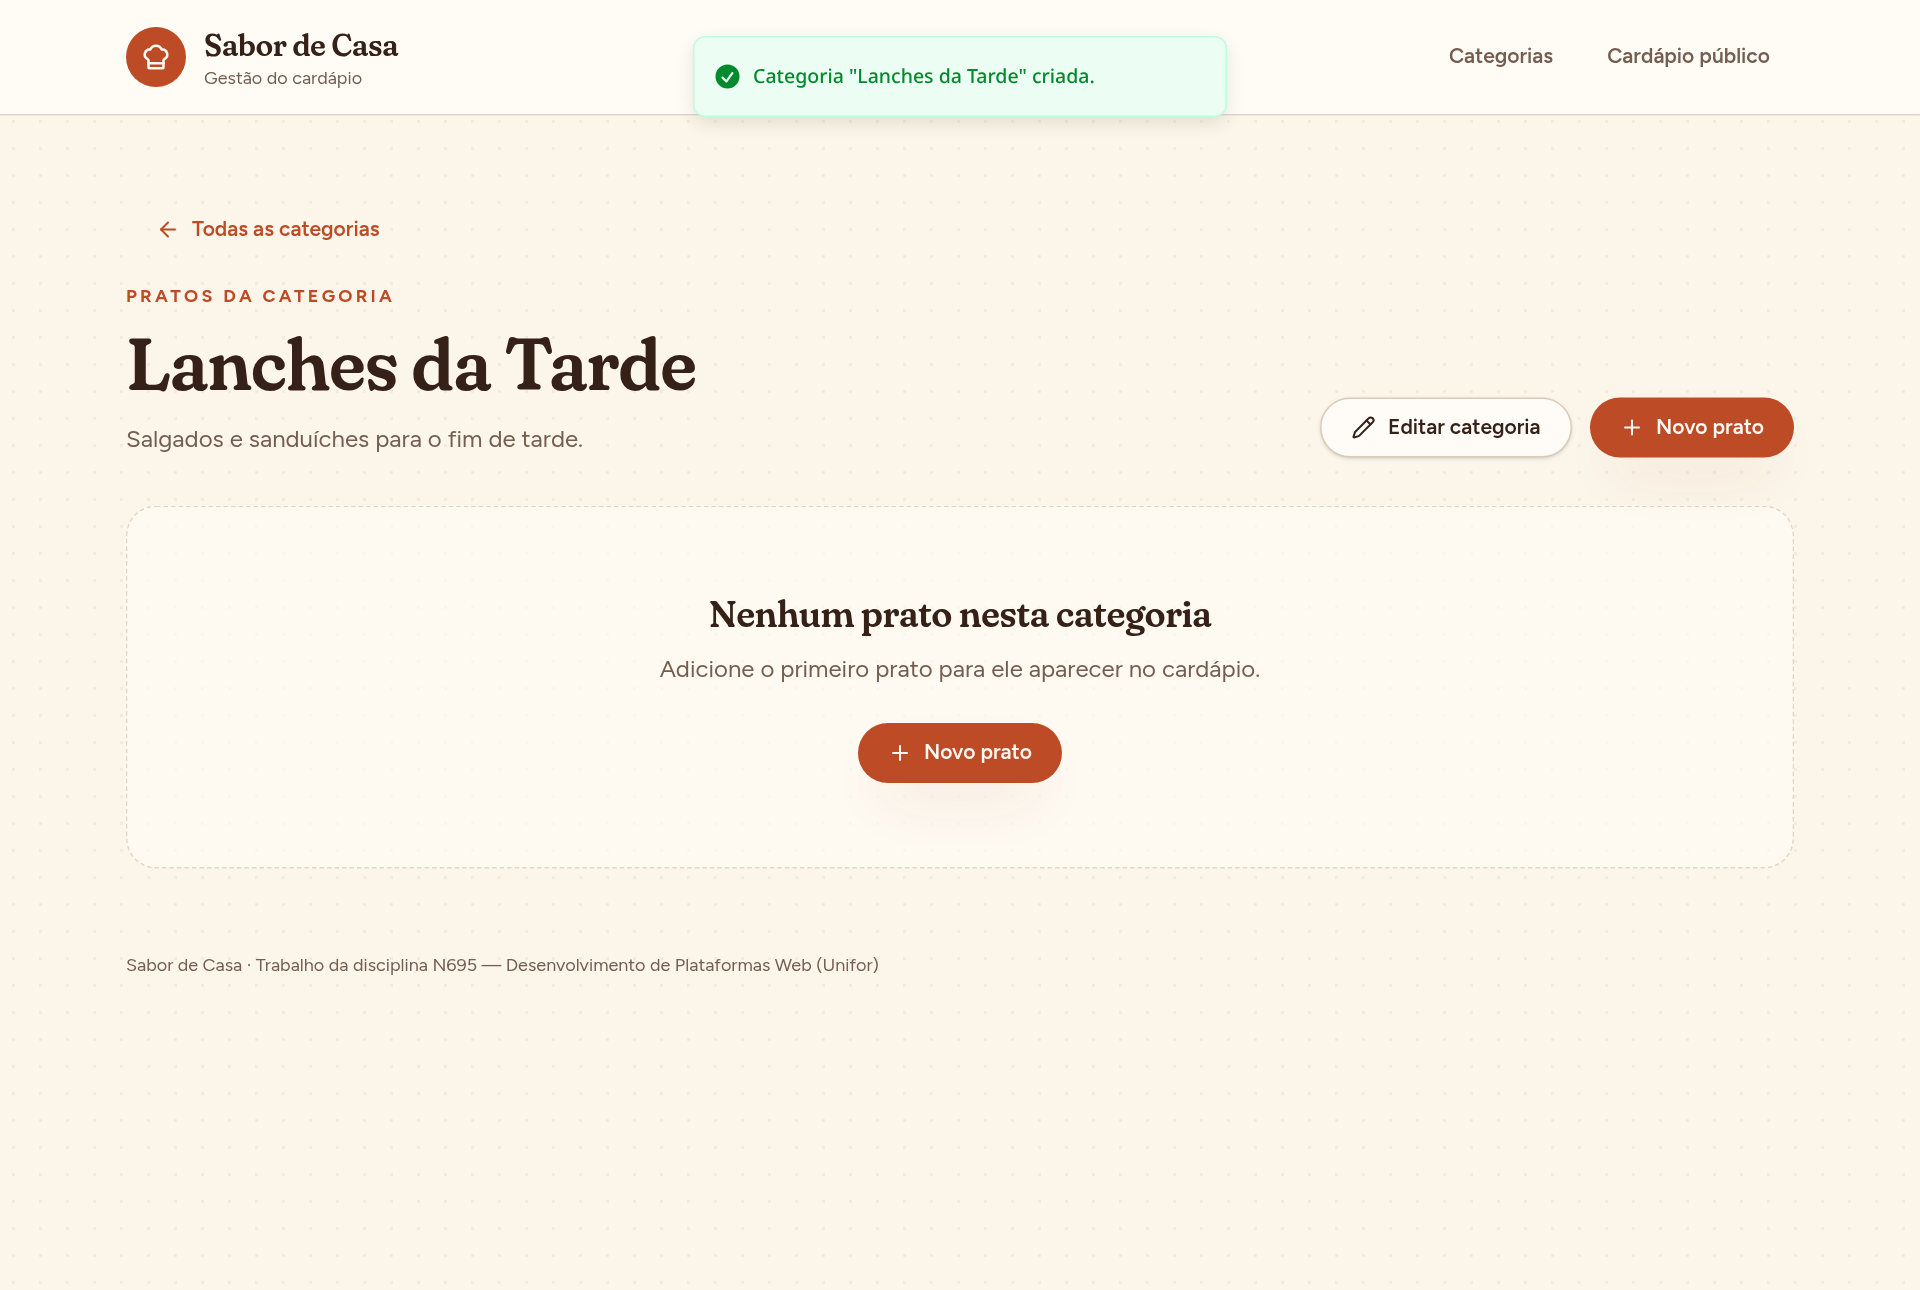 Sabor de Casa
Gestão do cardápio
Categoria "Lanches da Tarde" criada.
Categorias
Cardápio público
Todas as categorias
PRATOS DA CATEGORIA
Lanches da Tarde
Salgados e sanduíches para o fim de tarde.
Editar categoria
Novo prato
Nenhum prato nesta categoria
Adicione o primeiro prato para ele aparecer no cardápio.
Novo prato
Sabor de Casa · Trabalho da disciplina N695 — Desenvolvimento de Plataformas Web (Unifor)